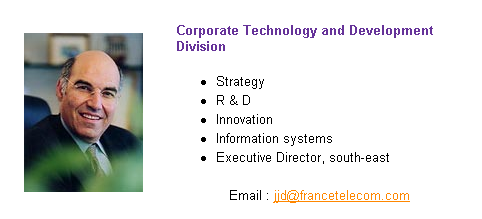 Corporate Technology and Development
Division
• Strategy
• R & D
• Innovation
• Information systems
• Executive Director, south-east
Email : jjd@francetelecom.com